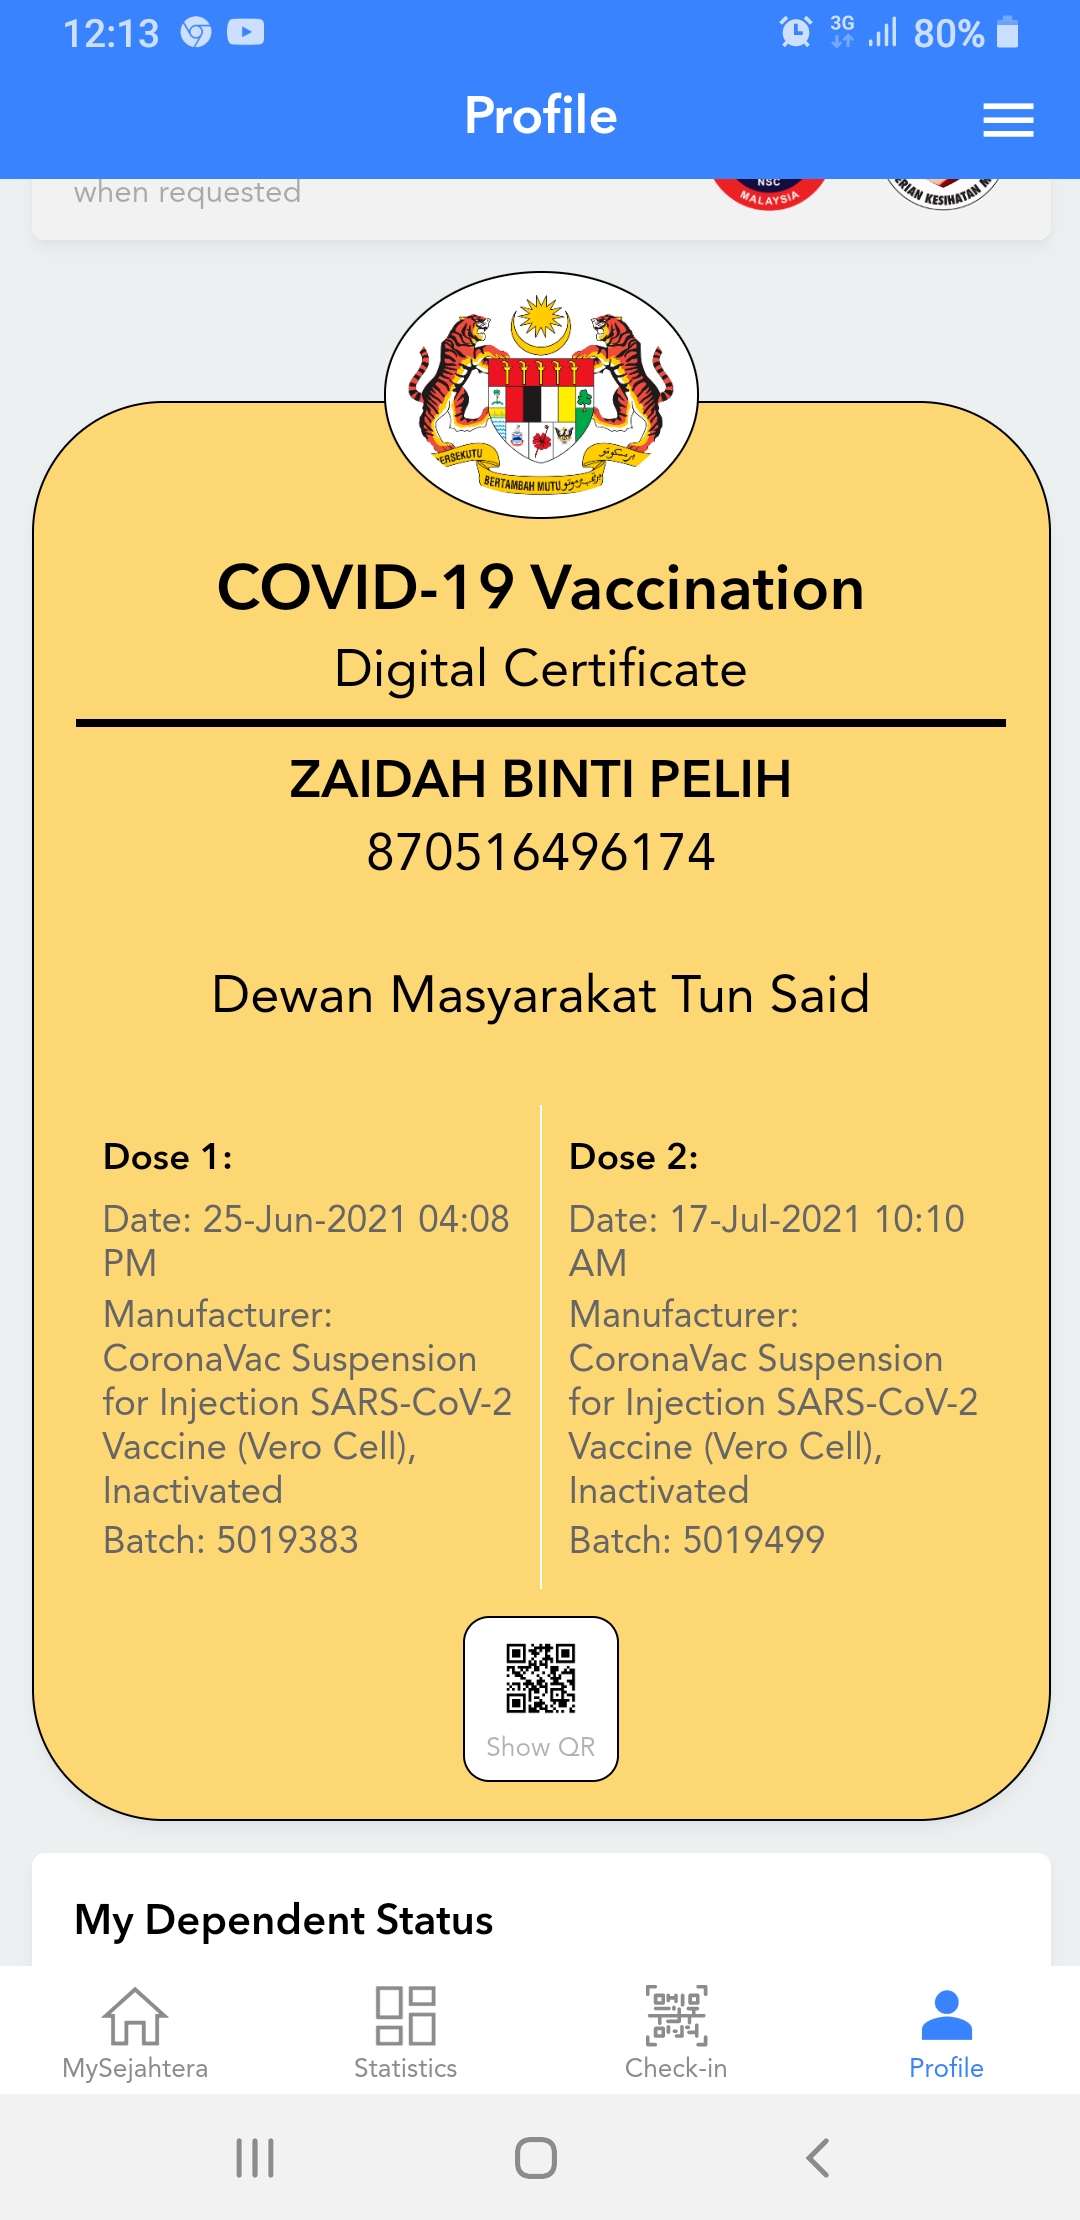 12:13 3G 80%
Profile
when requested
NSC
MALAYSIA
KESIHATAN
BERTAMBAH MUTU
COVID-19 Vaccination
Digital Certificate
ZAIDAH BINTI PELIH
870516496174
Dewan Masyarakat Tun Said
Dose 1:
Date: 25-Jun-2021 04:08
PM
Manufacturer:
CoronaVac Suspension
for Injection SARS-CoV-2
Vaccine (Vero Cell),
Inactivated
Batch: 5019383
Dose 2:
Date: 17-Jul-2021 10:10
AM
Manufacturer:
CoronaVac Suspension
for Injection SARS-CoV-2
Vaccine (Vero Cell),
Inactivated
Batch: 5019499
Show QR
My Dependent Status
MySejahtera
Statistics
Check-in
Profile